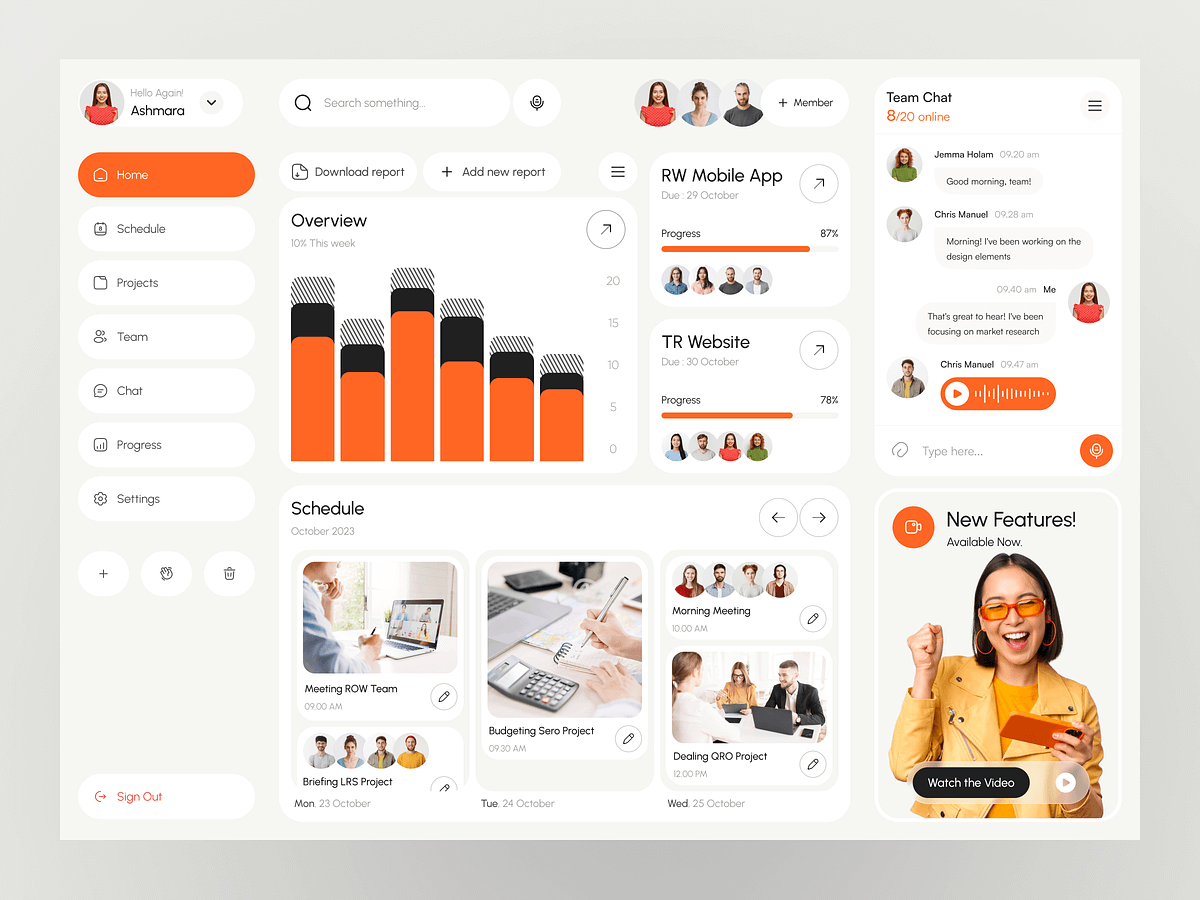 Hello Again!
Ashmara
Search something...
+ Member
Home
Schedule
Projects
Team
Chat
Progress
Settings
Sign Out
Download report
+ Add new report
Overview
10% This week
20
15
10
5
0
RW Mobile App
Due : 29 October
Progress
87%
TR Website
Due : 30 October
Progress
78%
Schedule
October 2023
Meeting ROW Team
09.00 AM
Briefing LRS Project
Mon. 23 October
Budgeting Sero Project
09.30 AM
Tue. 24 October
Morning Meeting
10.00 AM
Dealing QRO Project
12.00 PM
Wed. 25 October
Team Chat
8/20 online
Jemma Holam 09.20 am
Good morning, team!
Chris Manuel 09.28 am
Morning! I've been working on the
design elements
09.40 am Me
That's great to hear! I've been
focusing on market research
Chris Manuel 09.47 am
Type here...
New Features!
Available Now.
Watch the Video